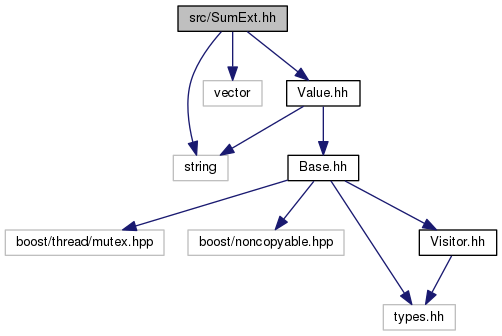 src/SumExt.hh
vector
Value.hh
string
Base.hh
boost/thread/mutex.hpp
boost/noncopyable.hpp
Visitor.hh
types.hh